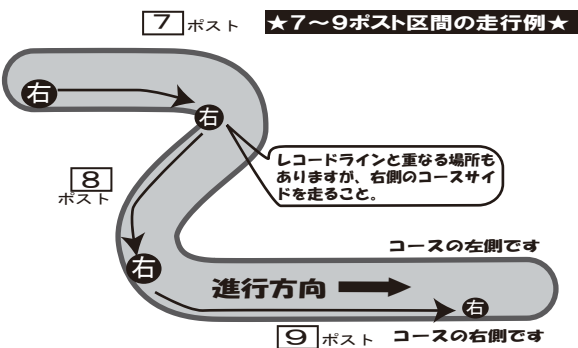 7 ポスト
★7～9ポスト区間の走行例★
右
右
レコードラインと重なる場所も
ありますが、右側のコースサイ
ドを走ること。
8
ポスト
コースの左側です
右
進行方向
右
9 ポスト
コースの右側です